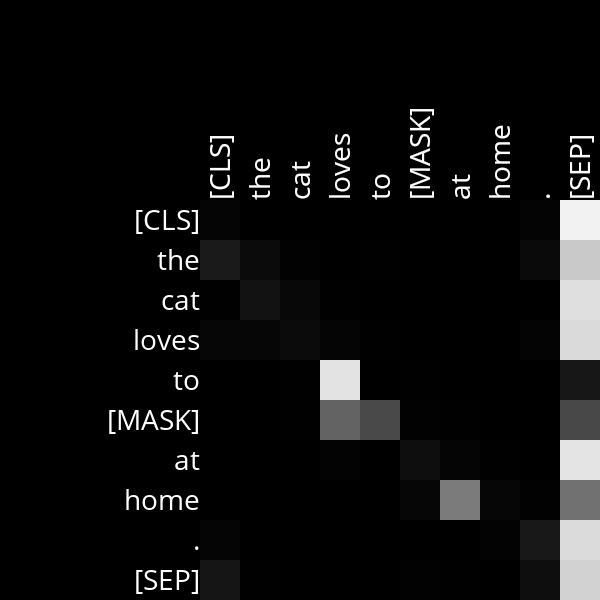 [CLS] the cat loves to [MASK] at home . [SEP]
[CLS]
the
cat
loves
to
[MASK]
at
home
.
[SEP]